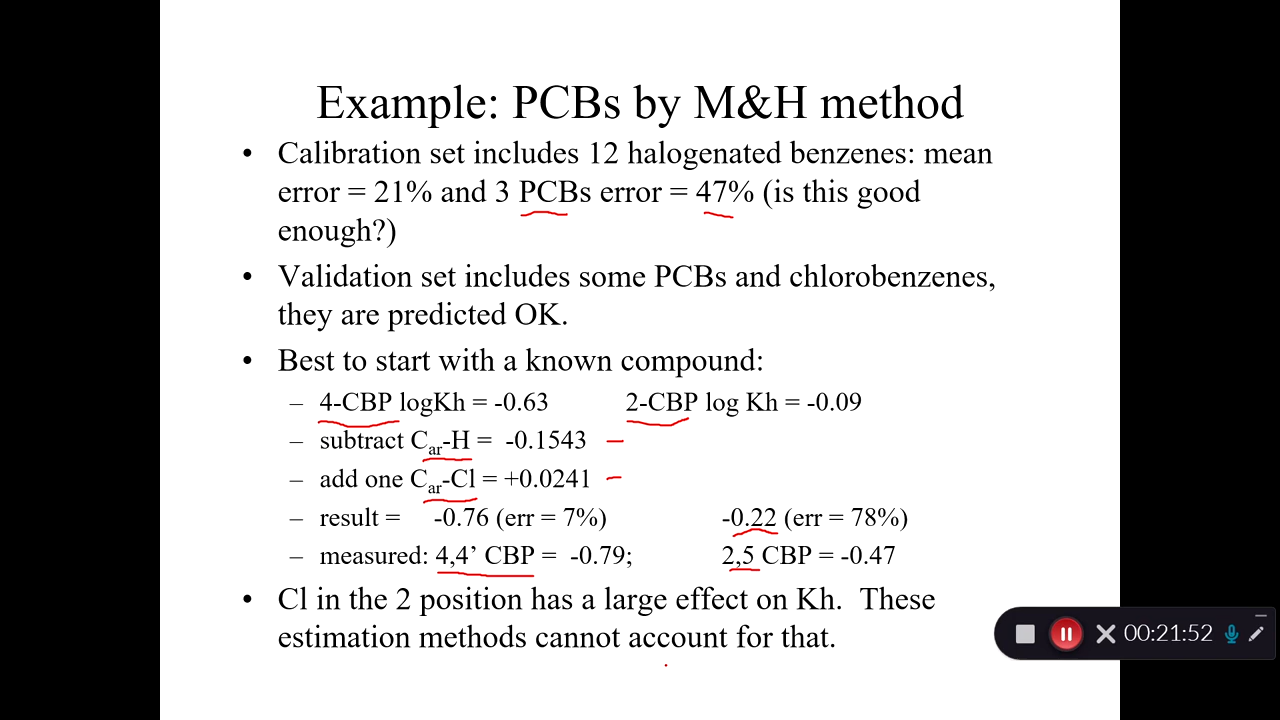 Example: PCBs by M&H method
• Calibration set includes 12 halogenated benzenes: mean
error = 21% and 3 PCBs error = 47% (is this good
enough?)
• Validation set includes some PCBs and chlorobenzenes,
they are predicted OK.
• Best to start with a known compound:
– 4-CBP logKh = -0.63 2-CBP log Kh = -0.09
– subtract Car-H = -0.1543
– add one Car-Cl = +0.0241
– result = -0.76 (err = 7%) -0.22 (err = 78%)
– measured: 4,4’ CBP = -0.79; 2,5 CBP = -0.47
• Cl in the 2 position has a large effect on Kh. These
estimation methods cannot account for that.
00:21:52